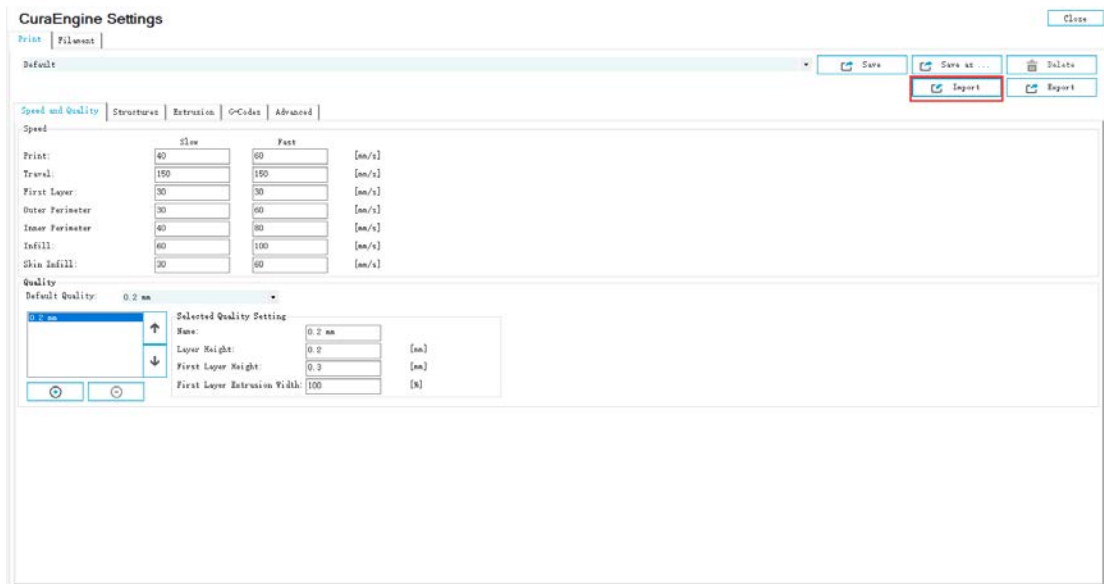 CuraEngine Settings Close
Print Filament
Default Save Save as ... Delete
Import Export
Speed and Quality Structures Extrusion G-Codes Advanced
Speed
Slow Fast
Print: 40 60 [mm/s]
Travel: 150 150 [mm/s]
First Layer: 30 30 [mm/s]
Outer Perimeter 30 60 [mm/s]
Inner Perimeter 40 80 [mm/s]
Infill: 60 100 [mm/s]
Skin Infill: 30 60 [mm/s]
Quality
Default Quality: 0.2 mm
0.2 mm
Selected Quality Setting
Name: 0.2 mm
Layer Height: 0.2 [mm]
First Layer Height: 0.3 [mm]
First Layer Extrusion Width: 100 [%]